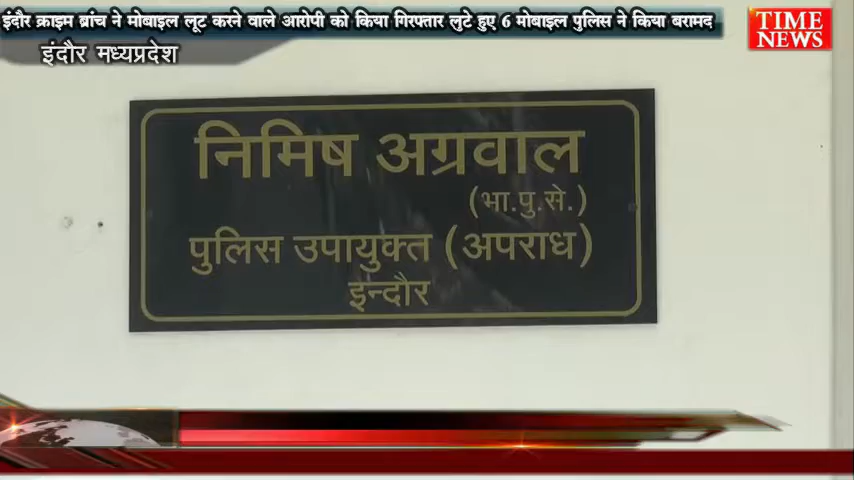 इंदौर क्राइम ब्रांच ने मोबाइल लूट करने वाले आरोपी को किया गिरफ्तार लुटे हुए 6 मोबाइल पुलिस ने किया बरामद
TIME
NEWS
इंदौर मध्यप्रदेश
निमिष अग्रवाल
(भा.पु.से.)
पुलिस उपायुक्त (अपराध)
इन्दौर